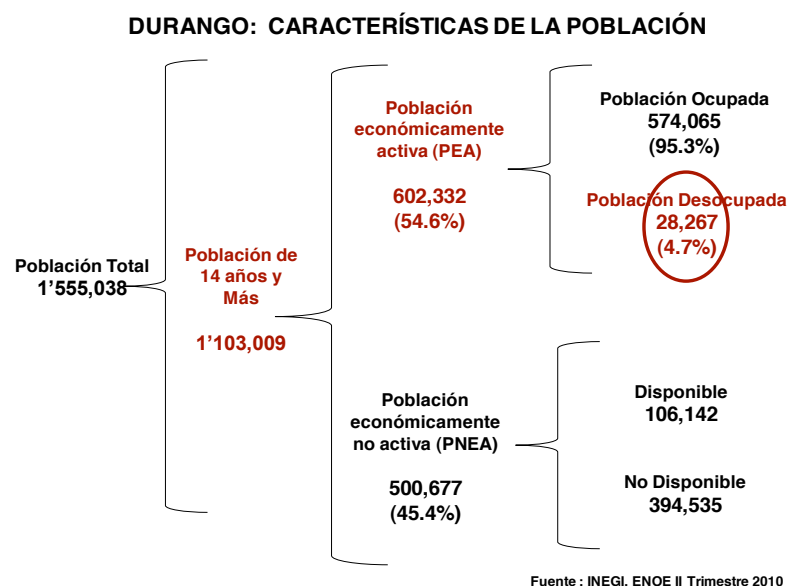 DURANGO: CARACTERÍSTICAS DE LA POBLACIÓN
Población Total
1’555,038
Población de
14 años y
Más
1’103,009
Población
económicamente
activa (PEA)
602,332
(54.6%)
Población Ocupada
574,065
(95.3%)
Población Desocupada
28,267
(4.7%)
Población
económicamente
no activa (PNEA)
500,677
(45.4%)
Disponible
106,142
No Disponible
394,535
Fuente : INEGI. ENOE II Trimestre 2010